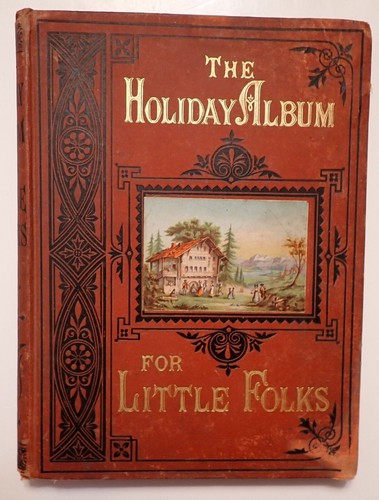 THE
HOLIDAY ALBUM
FOR
LITTLE FOLKS